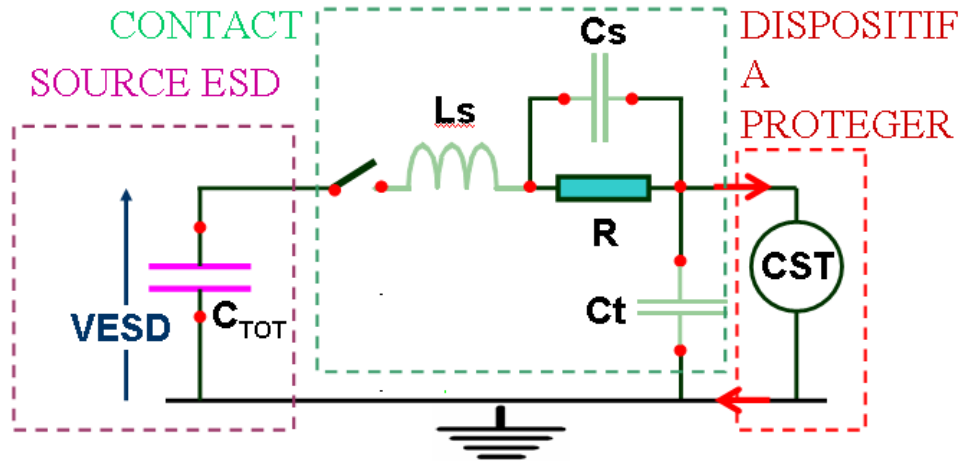 CONTACT
SOURCE ESD
DISPOSITIF
A
PROTEGER
Cs
Ls
R
CST
Ct
VESD
CTOT